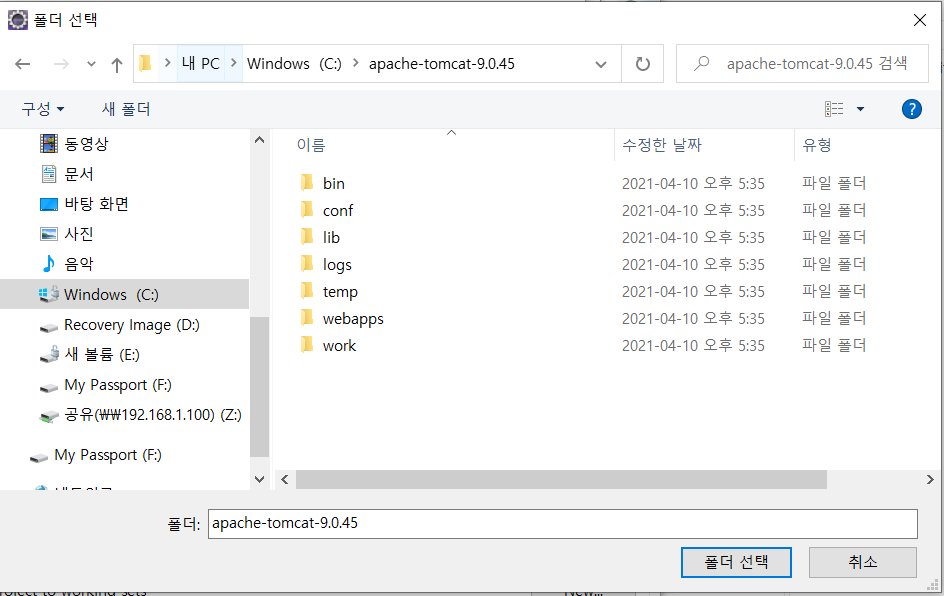 폴더 선택
내 PC > Windows (C:) > apache-tomcat-9.0.45
apache-tomcat-9.0.45 검색
구성
새 폴더
동영상
문서
바탕 화면
사진
음악
Windows (C:)
Recovery Image (D:)
새 볼륨 (E:)
My Passport (F:)
공유(₩₩192.168.1.100) (Z:)
My Passport (F:)
이름 수정한 날짜 유형
bin 2021-04-10 오후 5:35 파일 폴더
conf 2021-04-10 오후 5:35 파일 폴더
lib 2021-04-10 오후 5:35 파일 폴더
logs 2021-04-10 오후 5:35 파일 폴더
temp 2021-04-10 오후 5:35 파일 폴더
webapps 2021-04-10 오후 5:35 파일 폴더
work 2021-04-10 오후 5:35 파일 폴더
폴더: apache-tomcat-9.0.45
폴더 선택
취소
to working sets
New...